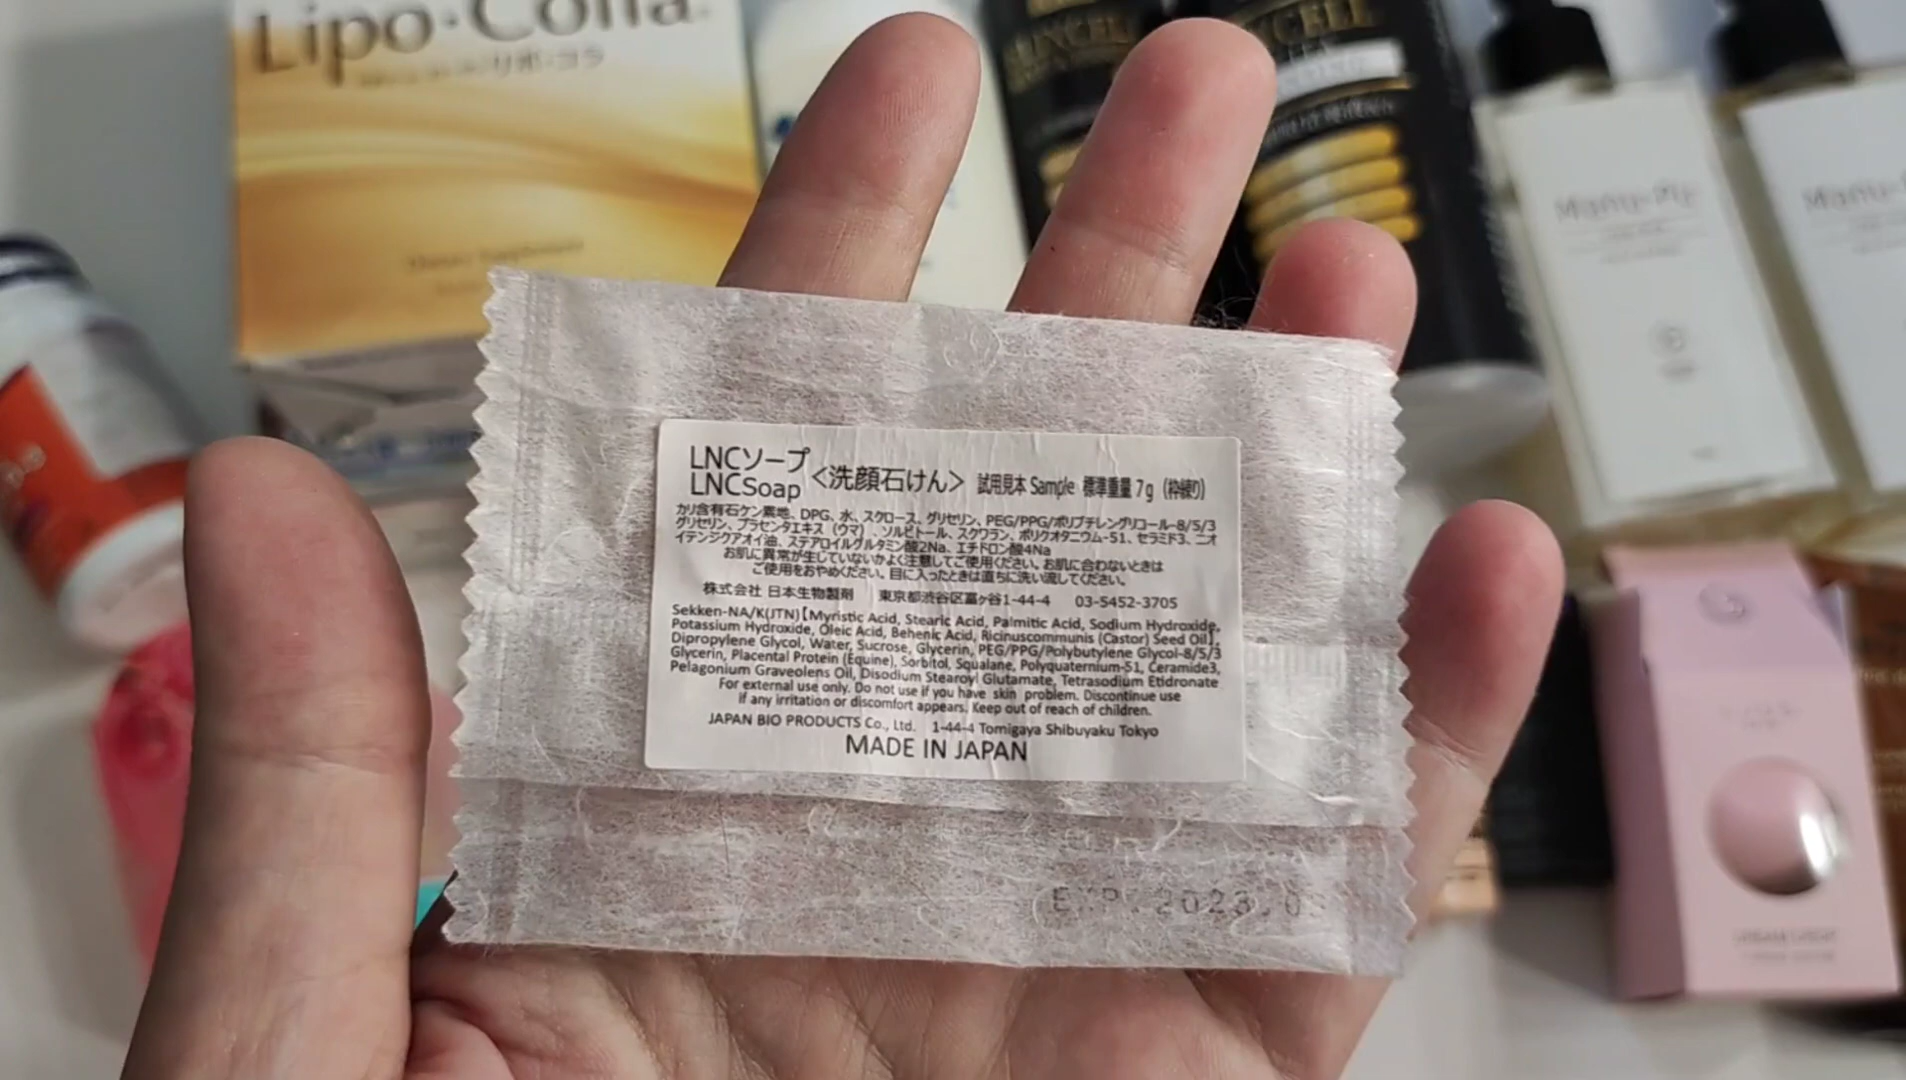 Lipo・Colla
リポ・コラ
Dietary Supplement
LNCソープ
LNCSoap
<洗顔石けん> 試用見本 Sample 標準重量 7g (枠練り)
カリ含有石ケン素地、DPG、水、スクロース、グリセリン、PEG/PPG/ポリブチレングリコール-8/5/3
グリセリン、プラセンタエキス(ウマ)、ソルビトール、スクワラン、ポリクオタニウム-51、セラミド3、ニオ
イテンジクアオイ油、ステアロイルグルタミン酸2Na、エチドロン酸4Na
お肌に異常が生じていないかよく注意してご使用ください。お肌に合わないときは
ご使用をおやめください。目に入ったときは直ちに洗い流してください。
株式会社 日本生物製剤 東京都渋谷区富ヶ谷1-44-4 03-5452-3705
Sekken-NA/K(JTN)【Myristic Acid, Stearic Acid, Palmitic Acid, Sodium Hydroxide,
Potassium Hydroxide, Oleic Acid, Behenic Acid, Ricinuscommunis (Castor) Seed Oil】,
Dipropylene Glycol, Water, Sucrose, Glycerin, PEG/PPG/Polybutylene Glycol-8/5/3
Glycerin, Placental Protein (Equine), Sorbitol, Squalane, Polyquaternium-51, Ceramide3,
Pelagonium Graveolens Oil, Disodium Stearoyl Glutamate, Tetrasodium Etidronate
For external use only. Do not use if you have skin problem. Discontinue use
if any irritation or discomfort appears. Keep out of reach of children.
JAPAN BIO PRODUCTS Co., Ltd. 1-44-4 Tomigaya Shibuyaku Tokyo
MADE IN JAPAN
EXP.